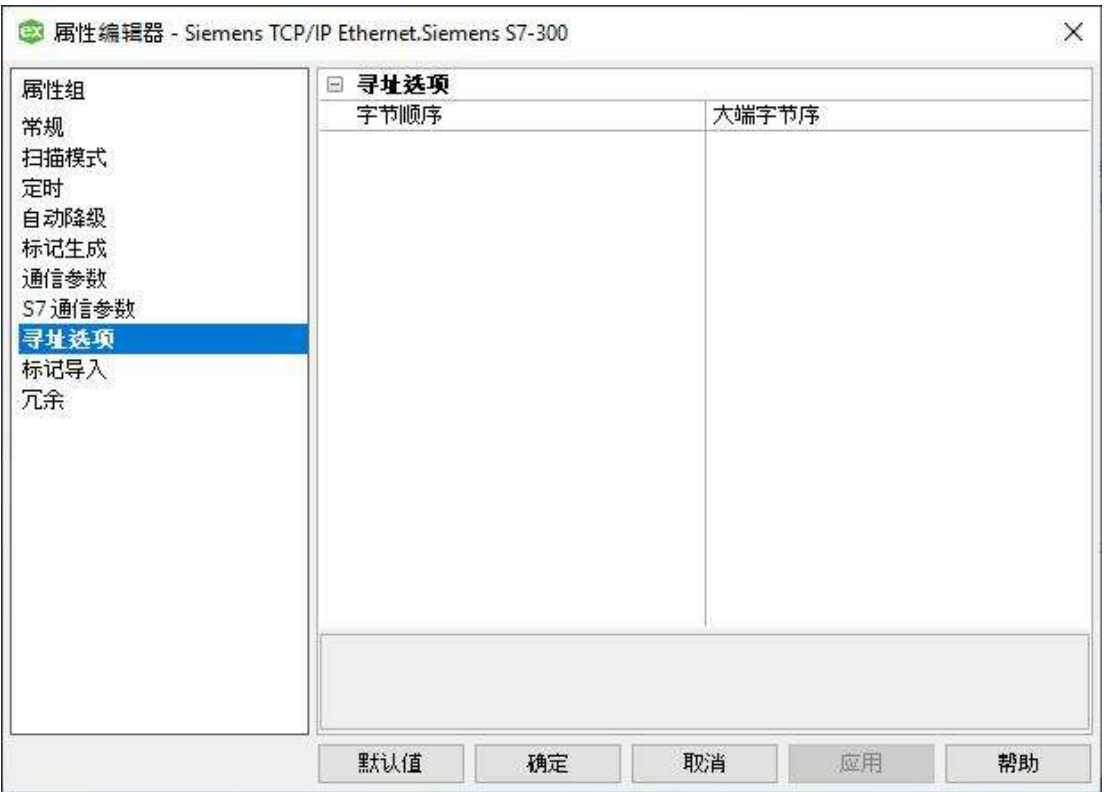 ex 属性编辑器 - Siemens TCP/IP Ethernet.Siemens S7-300
属性组
常规
扫描模式
定时
自动降级
标记生成
通信参数
S7 通信参数
寻址选项
标记导入
冗余
寻址选项
字节顺序 大端字节序
默认值 确定 取消 应用 帮助